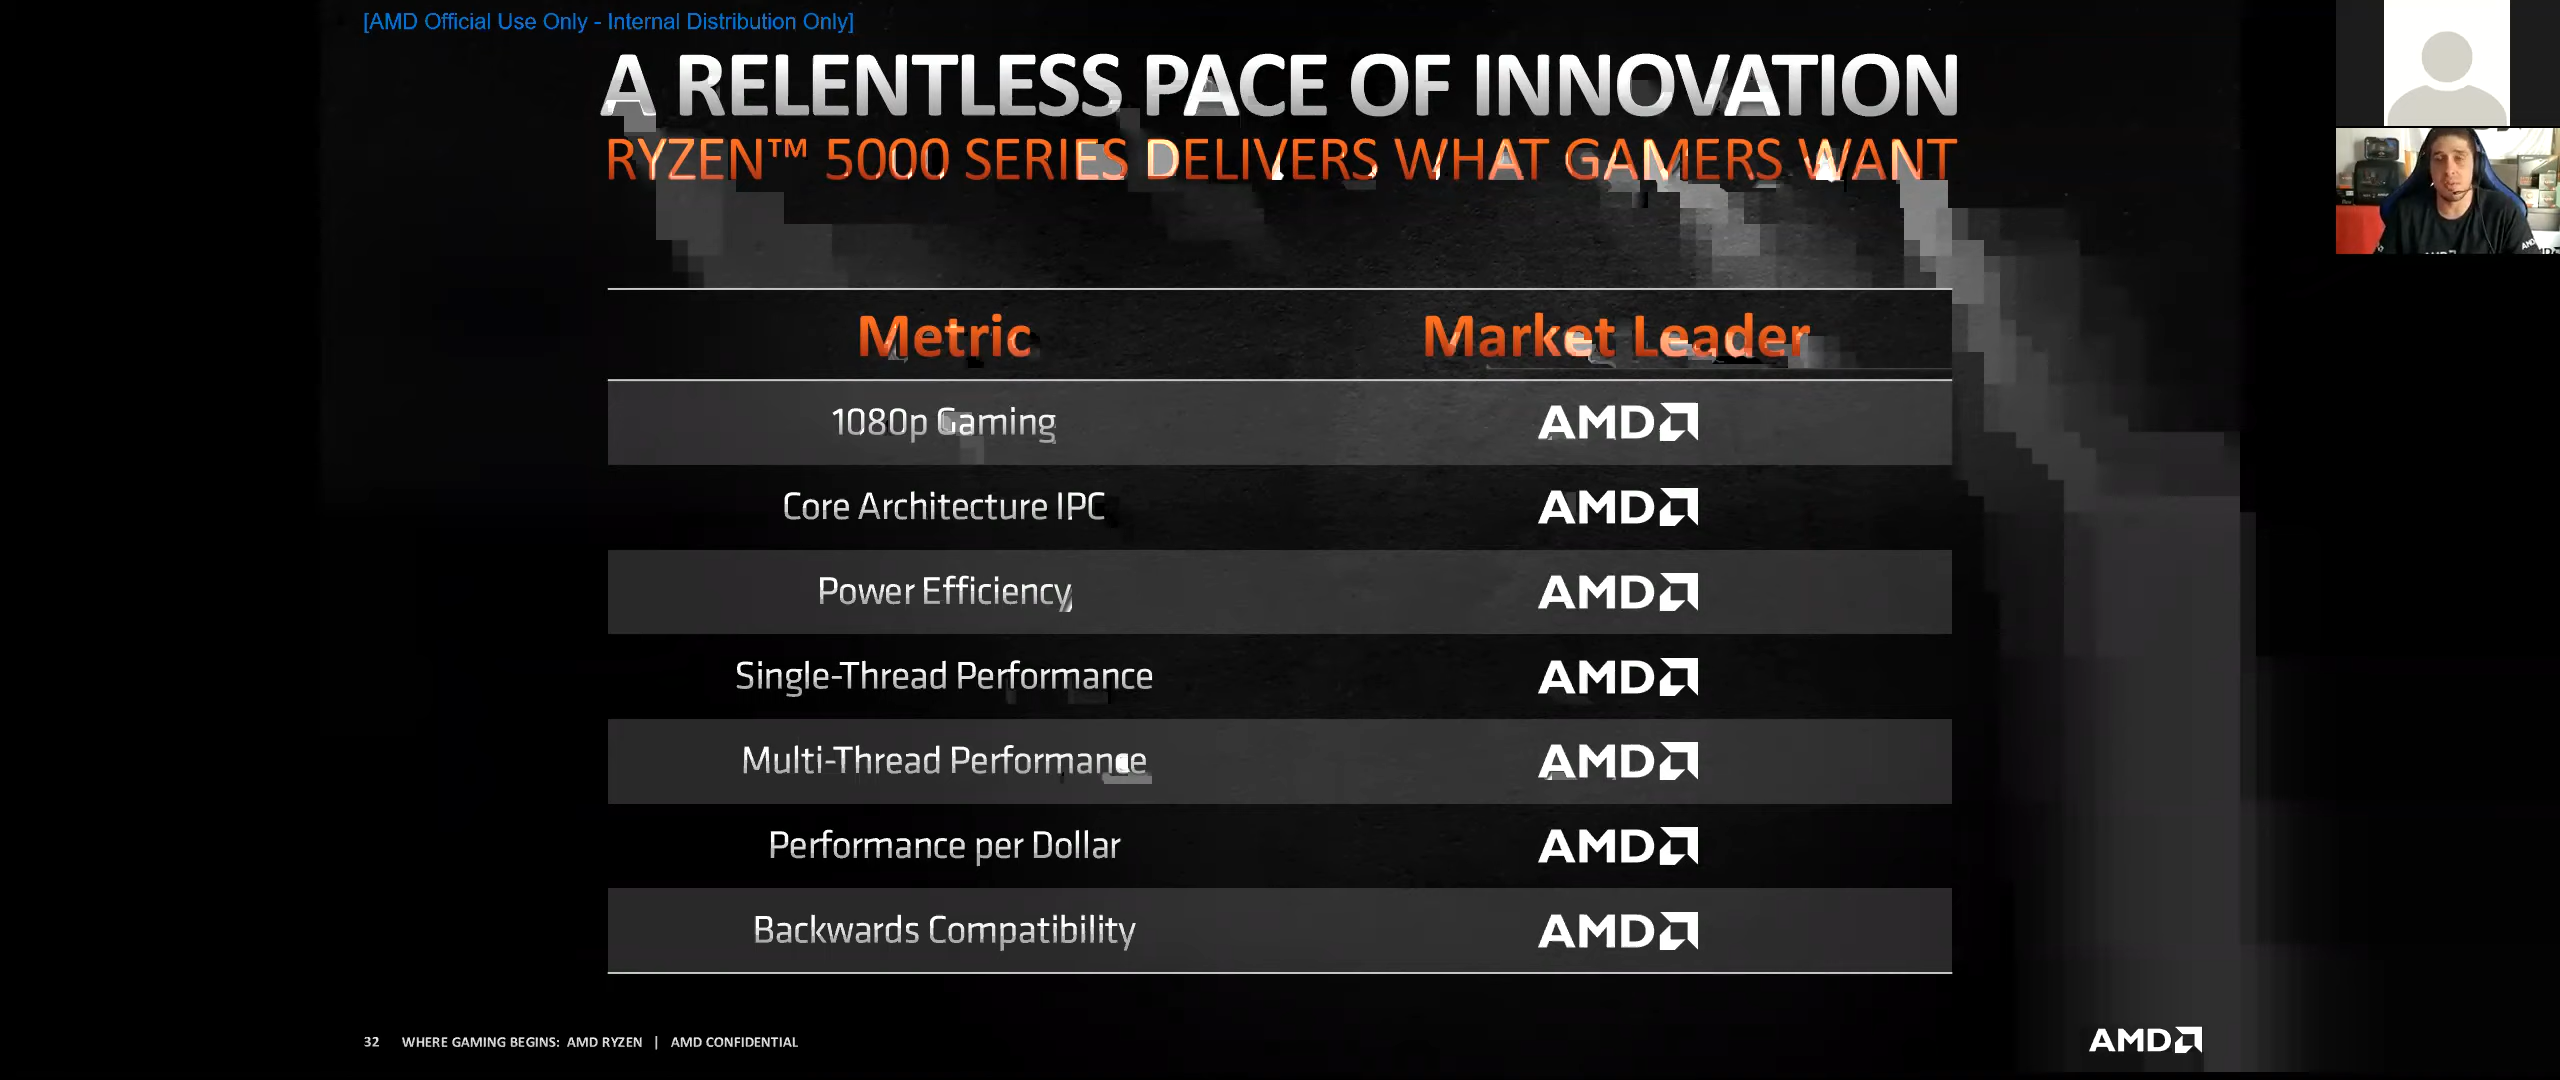 [AMD Official Use Only - Internal Distribution Only]
A RELENTLESS PACE OF INNOVATION
RYZEN™ 5000 SERIES DELIVERS WHAT GAMERS WANT
Metric Market Leader
1080p Gaming AMD
Core Architecture IPC AMD
Power Efficiency AMD
Single-Thread Performance AMD
Multi-Thread Performance AMD
Performance per Dollar AMD
Backwards Compatibility AMD
32 WHERE GAMING BEGINS: AMD RYZEN | AMD CONFIDENTIAL
AMD